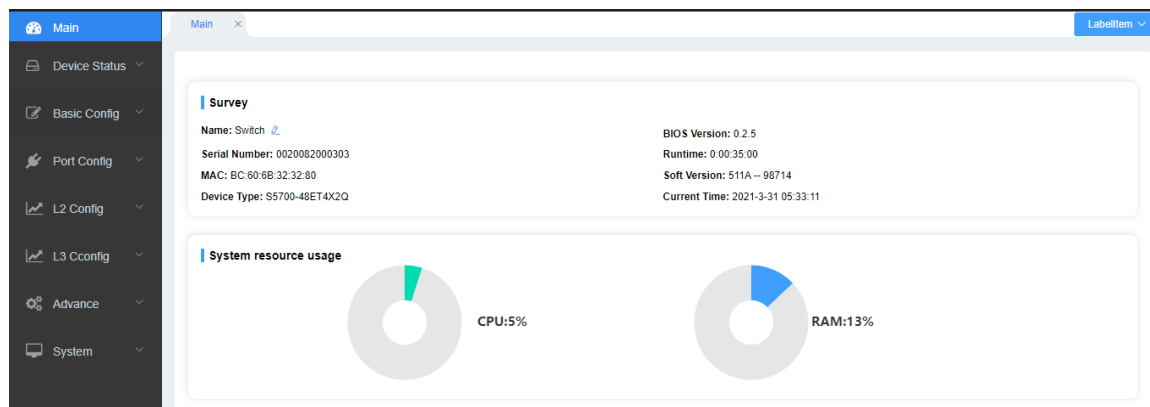 Main
Device Status
Basic Config
Port Config
L2 Config
L3 Cconfig
Advance
System
Main ×
LabelItem
Survey
Name: Switch
Serial Number: 0020082000303
MAC: BC:60:6B:32:32:80
Device Type: S5700-48ET4X2Q
BIOS Version: 0.2.5
Runtime: 0:00:35:00
Soft Version: 511A -- 98714
Current Time: 2021-3-31 05:33:11
System resource usage
CPU:5%
RAM:13%